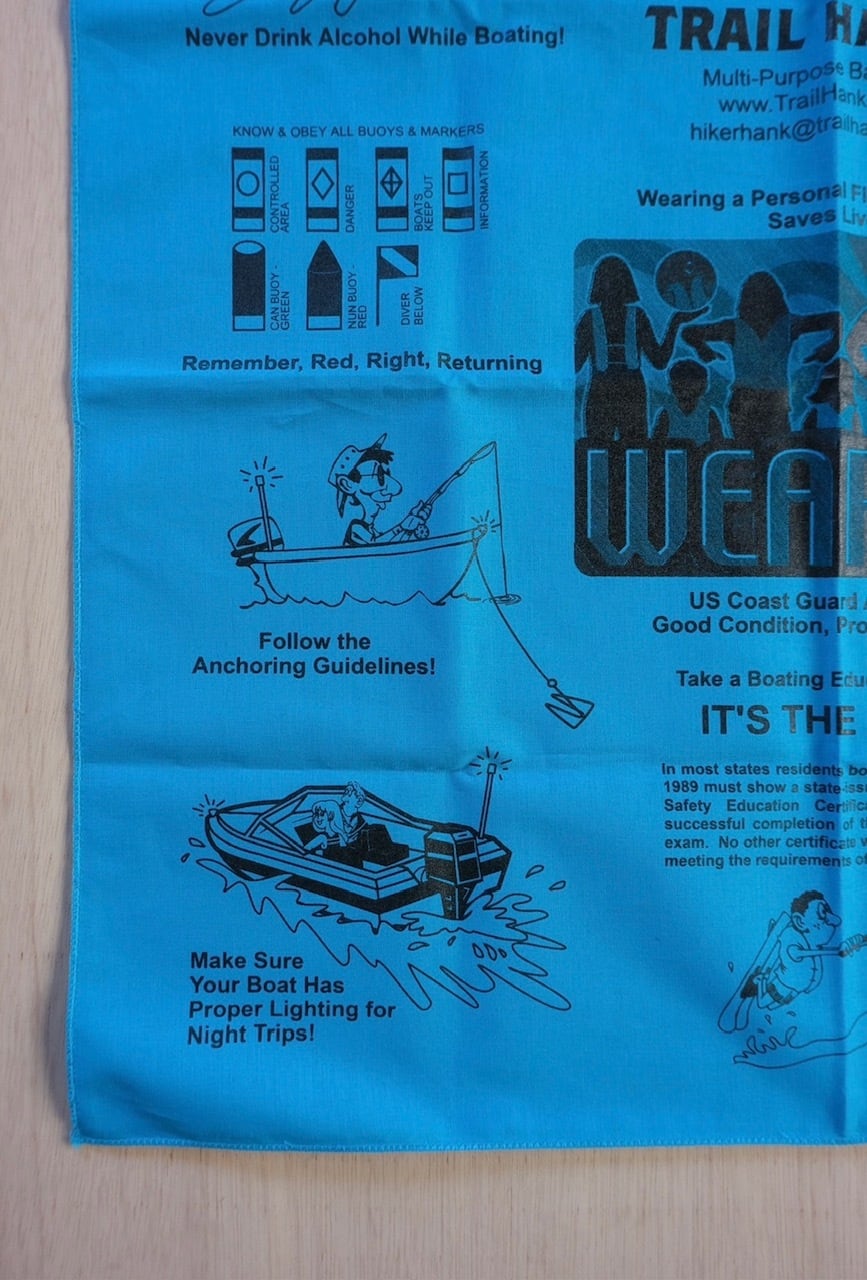 Never Drink Alcohol While Boating!
KNOW & OBEY ALL BUOYS & MARKERS
CONTROLLED
AREA
DANGER
BOATS
KEEP OUT
INFORMATION
CAN BUOY -
GREEN
NUN BUOY -
RED
DIVER
BELOW
Remember, Red, Right, Returning
Follow the
Anchoring Guidelines!
Make Sure
Your Boat Has
Proper Lighting for
Night Trips!
TRAIL
Multi-Purpose
www.TrailHank
hikerhank@trailha
Wearing a Personal
Saves
WEAR
US Coast Guard
Good Condition,
Take a Boating
IT'S THE
In most states residents
1989 must show a
Safety Education
successful completion of
exam. No other certificate
meeting the requirements